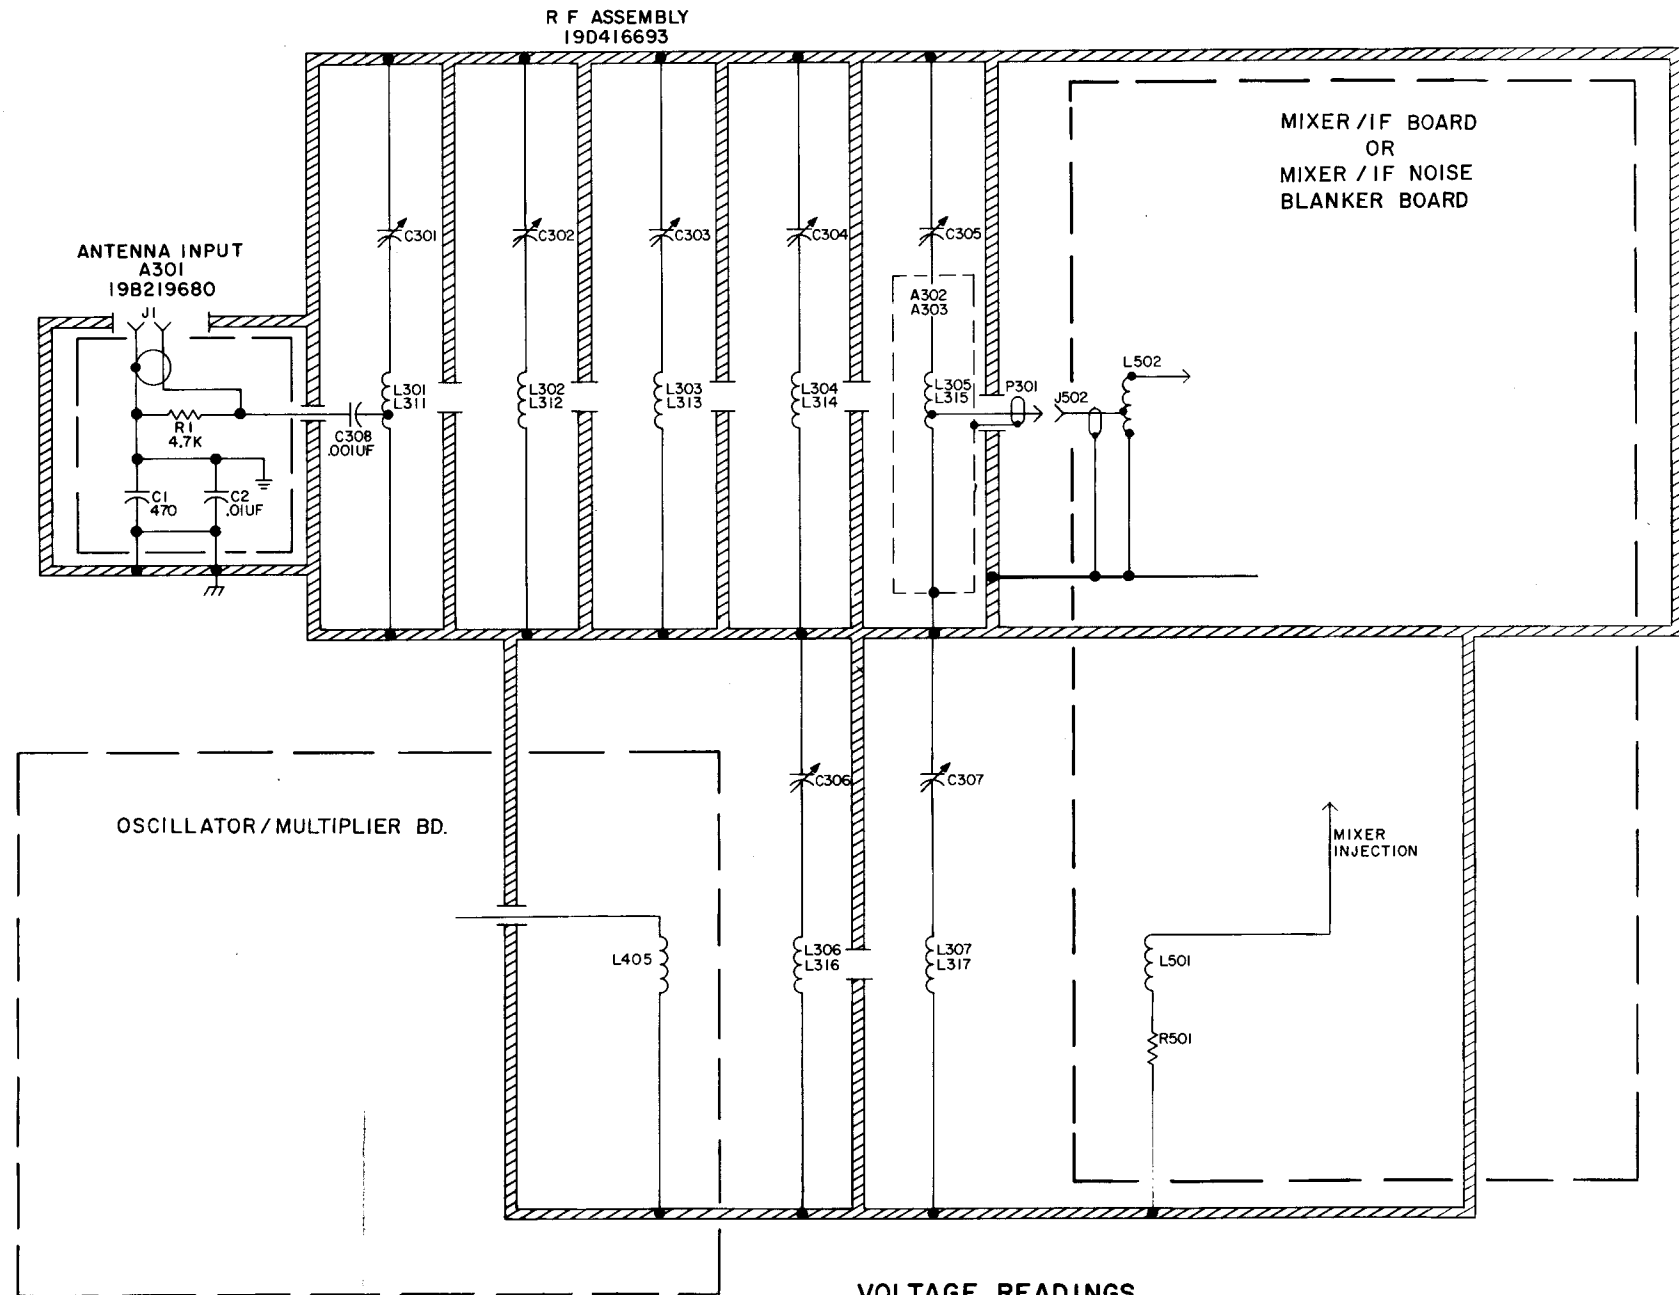 R F ASSEMBLY
19D416693
MIXER/IF BOARD
OR
MIXER/IF NOISE
BLANKER BOARD
ANTENNA INPUT
A301
19B219680
J1
C301
C302
C303
C304
C305
A302
A303
L301
L311
L302
L312
L303
L313
L304
L314
L305
L315
P301
J502
L502
R1
4.7K
C308
.001UF
C1
470
C2
.01UF
C306
C307
OSCILLATOR/MULTIPLIER BD.
MIXER
INJECTION
L405
L306
L316
L307
L317
L501
R501
VOLTAGE READINGS